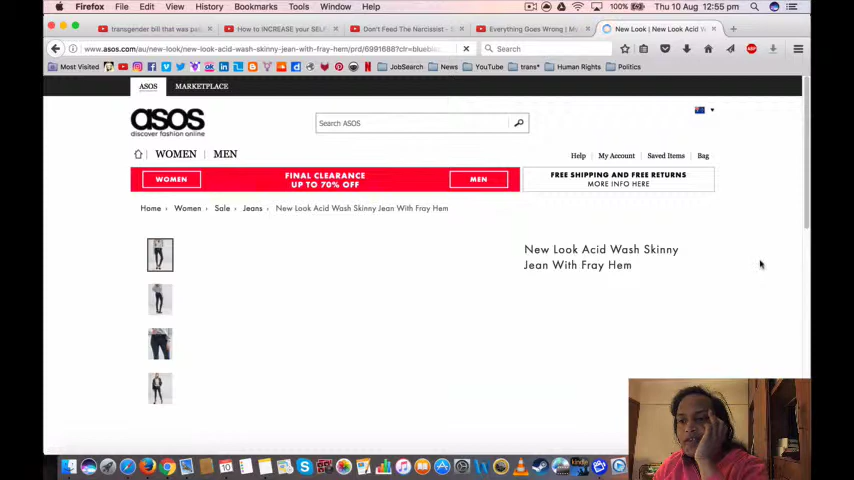 Firefox File Edit View History Bookmarks Tools Window Help 100% Thu 10 Aug 12:55 pm
transgender bill that was pa
How to INCREASE your SELF
Don't Feed The Narcissist -
Everything Goes Wrong | My
New Look | New Look Acid W
www.asos.com/au/new-look/new-look-acid-wash-skinny-jean-with-fray-hem/prd/6991688?clr=blueblac
Search
Most Visited
JobSearch
News
YouTube
trans*
Human Rights
Politics
ASOS MARKETPLACE
asos
discover fashion online
Search ASOS
WOMEN MEN
Help My Account Saved Items Bag
WOMEN
FINAL CLEARANCE
UP TO 70% OFF
MEN
FREE SHIPPING AND FREE RETURNS
MORE INFO HERE
Home › Women › Sale › Jeans › New Look Acid Wash Skinny Jean With Fray Hem
New Look Acid Wash Skinny
Jean With Fray Hem